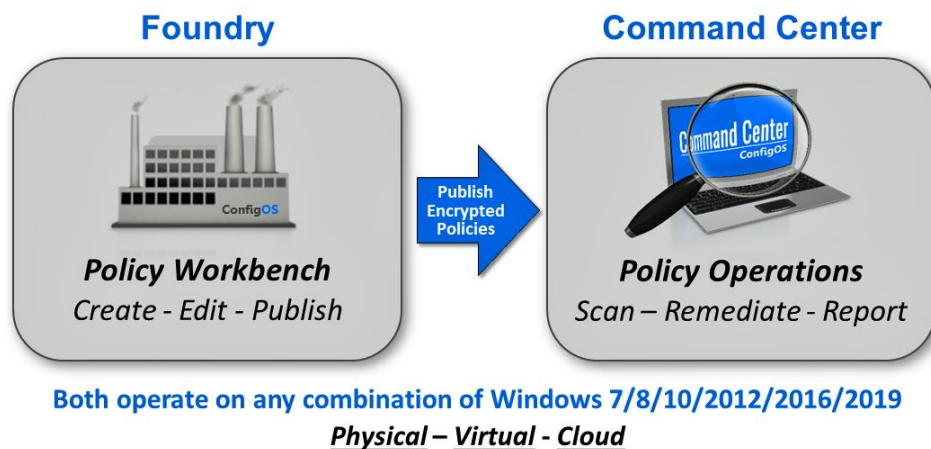 Foundry
Command Center
ConfigOS
Policy Workbench
Create - Edit - Publish
Publish
Encrypted
Policies
Command Center
ConfigOS
Policy Operations
Scan – Remediate - Report
Both operate on any combination of Windows 7/8/10/2012/2016/2019
Physical – Virtual - Cloud